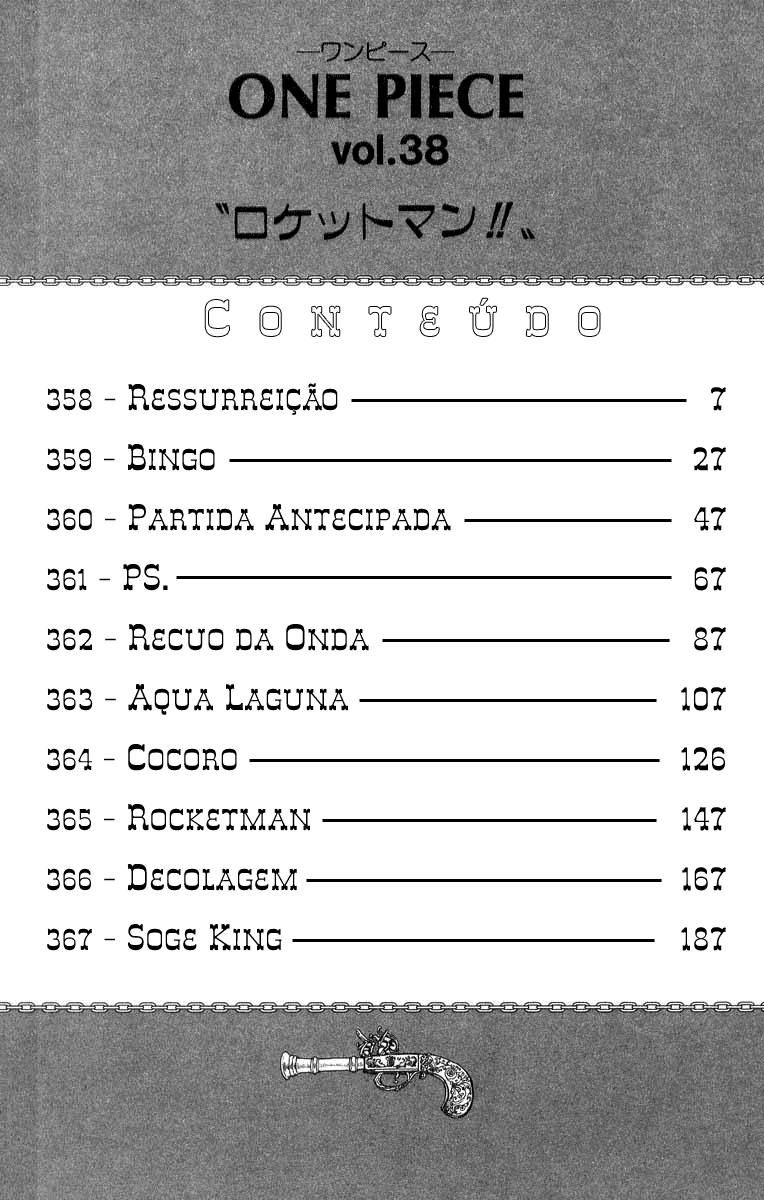 ―ワンピース―
ONE PIECE
vol.38
〝ロケットマン!!〟
Conteúdo
358 - Ressurreição 7
359 - Bingo 27
360 - Partida Antecipada 47
361 - PS. 67
362 - Recuo da Onda 87
363 - Aqua Laguna 107
364 - Cocoro 126
365 - Rocketman 147
366 - Decolagem 167
367 - Soge King 187